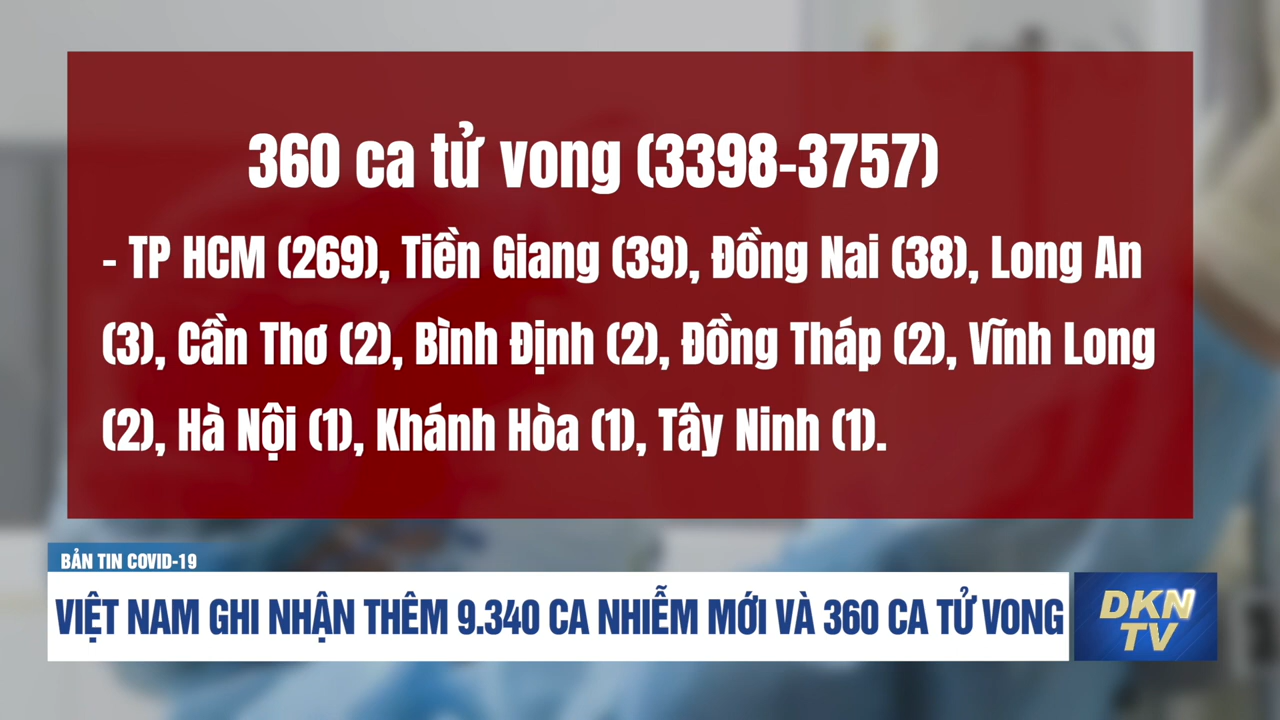 360 ca tử vong (3398-3757)
- TP HCM (269), Tiền Giang (39), Đồng Nai (38), Long An
(3), Cần Thơ (2), Bình Định (2), Đồng Tháp (2), Vĩnh Long
(2), Hà Nội (1), Khánh Hòa (1), Tây Ninh (1).
BẢN TIN COVID-19
VIỆT NAM GHI NHẬN THÊM 9.340 CA NHIỄM MỚI VÀ 360 CA TỬ VONG
DKN
TV